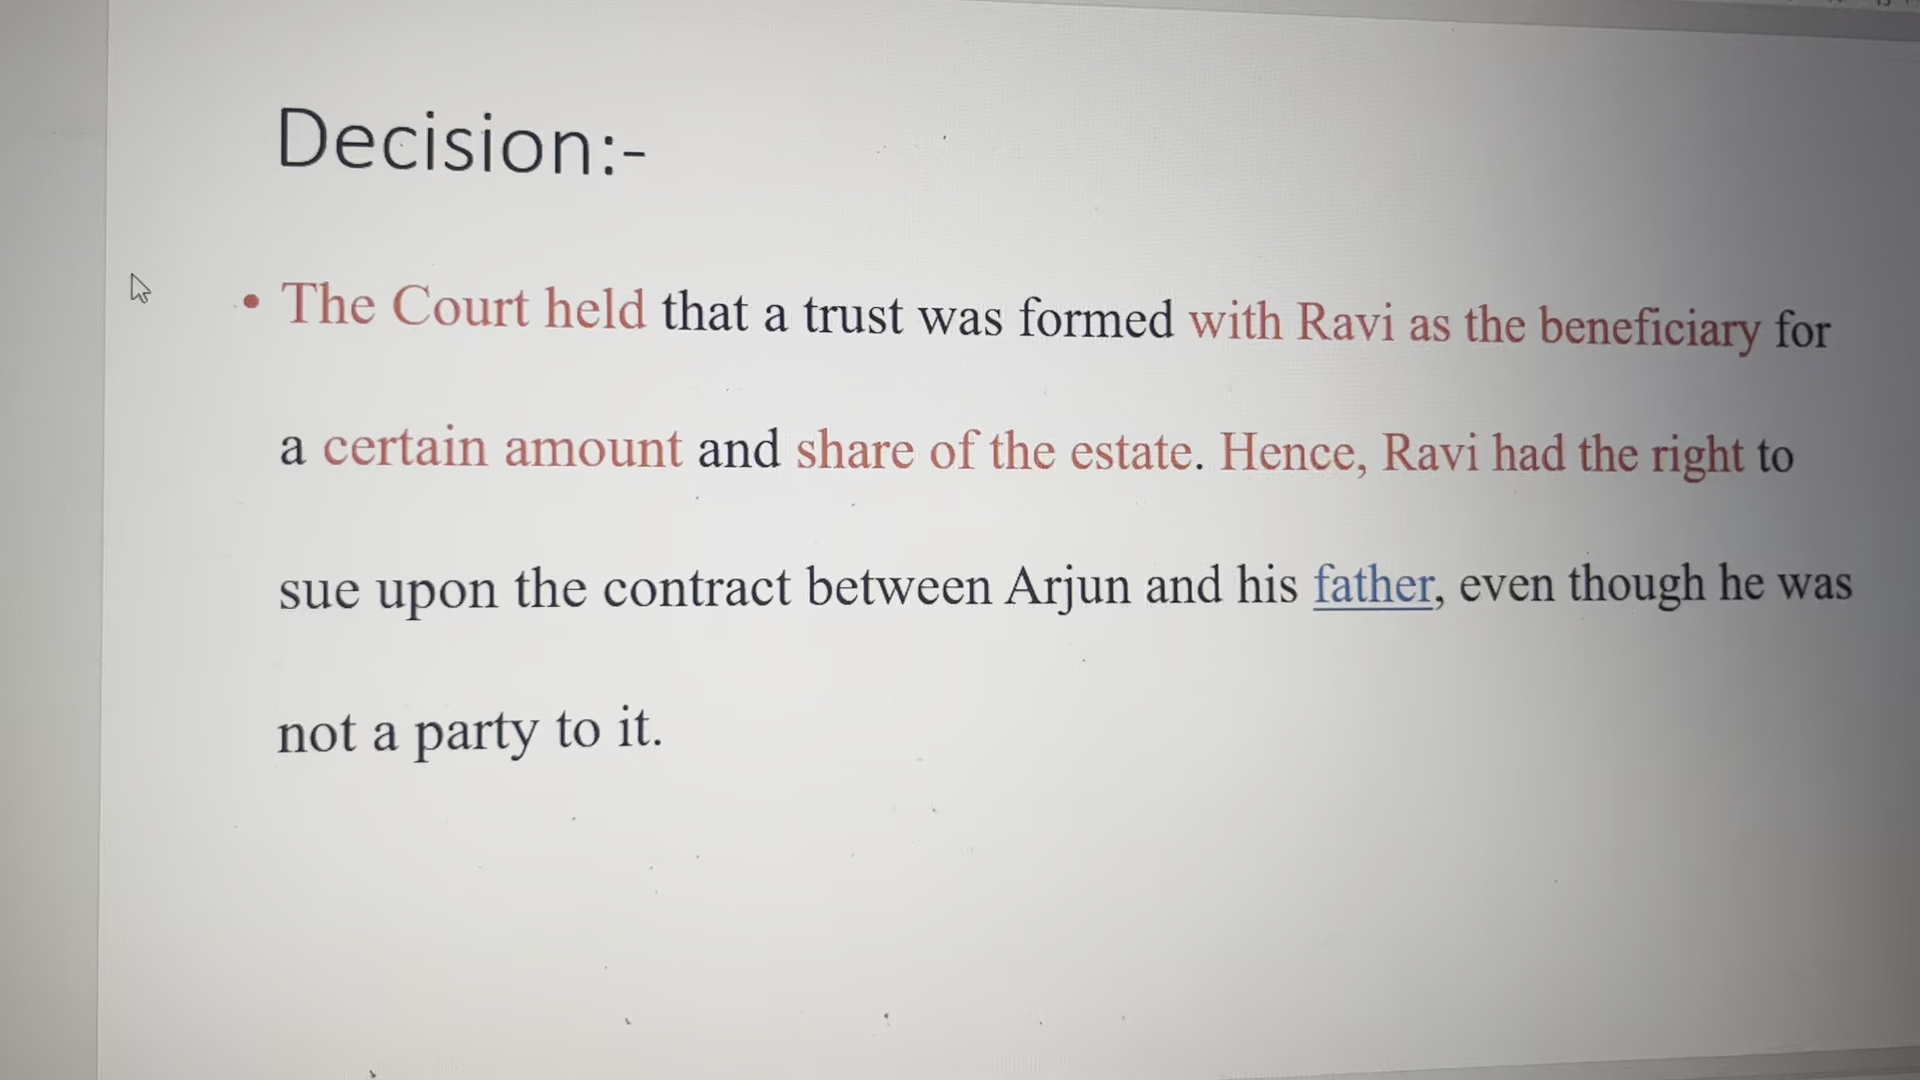 Decision:-
• The Court held that a trust was formed with Ravi as the beneficiary for
a certain amount and share of the estate. Hence, Ravi had the right to
sue upon the contract between Arjun and his father, even though he was
not a party to it.